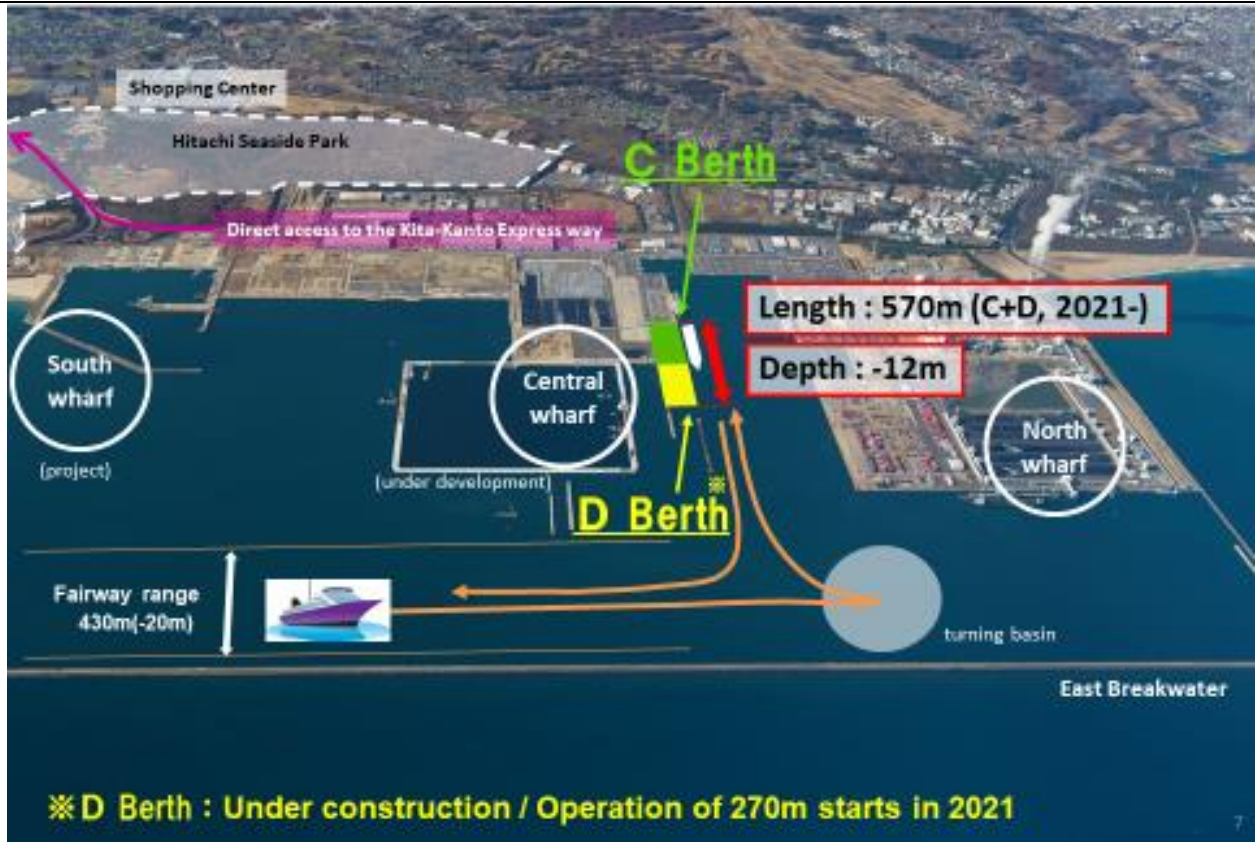 Shopping Center
Hitachi Seaside Park
C Berth
Direct access to the Kita-Kanto Express way
Length : 570m (C+D, 2021-)
Depth : -12m
South
wharf
(project)
Central
wharf
(under development)
North
wharf
※
D Berth
Fairway range
430m(-20m)
turning basin
East Breakwater
※D Berth : Under construction / Operation of 270m starts in 2021
7